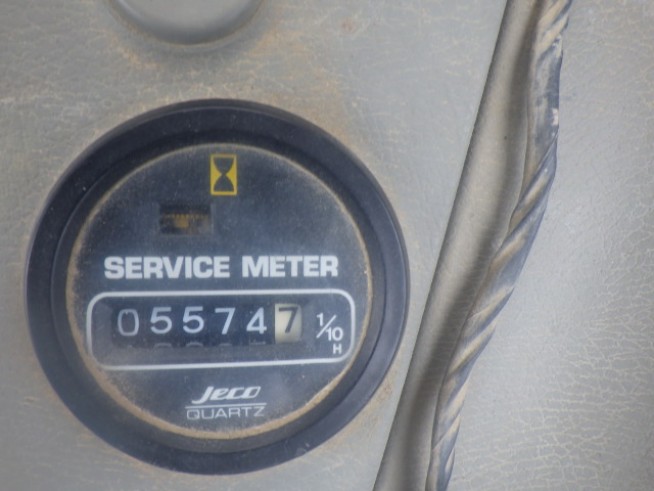 SERVICE METER
055747 1/10
H
Jeco
QUARTZ